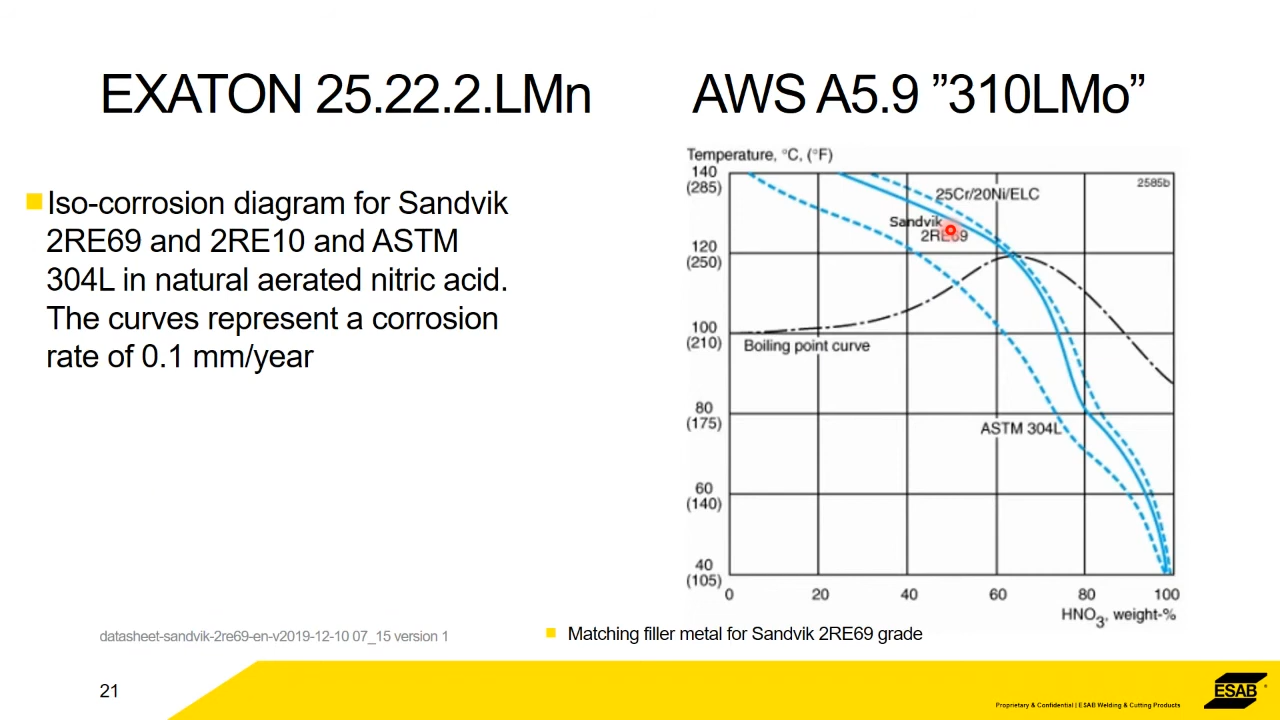 EXATON 25.22.2.LMn
AWS A5.9 ”310LMo”
Iso-corrosion diagram for Sandvik
2RE69 and 2RE10 and ASTM
304L in natural aerated nitric acid.
The curves represent a corrosion
rate of 0.1 mm/year
Temperature, °C, (°F)
140
(285)
120
(250)
100
(210)
80
(175)
60
(140)
40
(105)
2585b
25Cr/20Ni/ELC
Sandvik
2RE69
Boiling point curve
ASTM 304L
0 20 40 60 80 100
HNO3, weight-%
datasheet-sandvik-2re69-en-v2019-12-10 07_15 version 1
Matching filler metal for Sandvik 2RE69 grade
21
Proprietary & Confidential | ESAB Welding & Cutting Products
ESAB